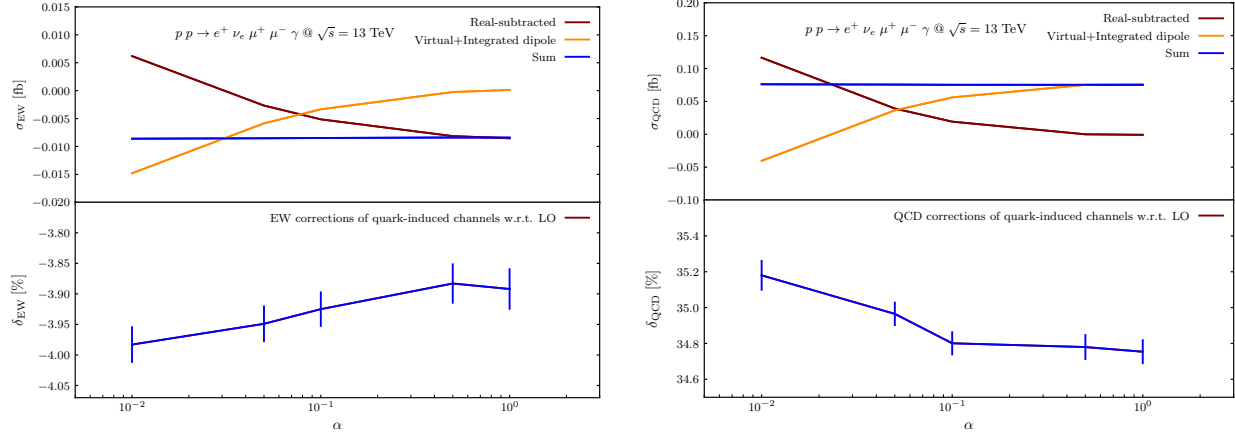 p p → e⁺ νₑ μ⁺ μ⁻ γ @ √s = 13 TeV
Real-subtracted
Virtual+Integrated dipole
Sum
σ_EW [fb]
0.015
0.010
0.005
0.000
−0.005
−0.010
−0.015
−0.020
EW corrections of quark-induced channels w.r.t. LO
δ_EW [%]
−3.80
−3.85
−3.90
−3.95
−4.00
−4.05
10⁻² 10⁻¹ 10⁰
α
p p → e⁺ νₑ μ⁺ μ⁻ γ @ √s = 13 TeV
Real-subtracted
Virtual+Integrated dipole
Sum
σ_QCD [fb]
0.20
0.15
0.10
0.05
0.00
−0.05
−0.10
QCD corrections of quark-induced channels w.r.t. LO
δ_QCD [%]
35.4
35.2
35.0
34.8
34.6
10⁻² 10⁻¹ 10⁰
α